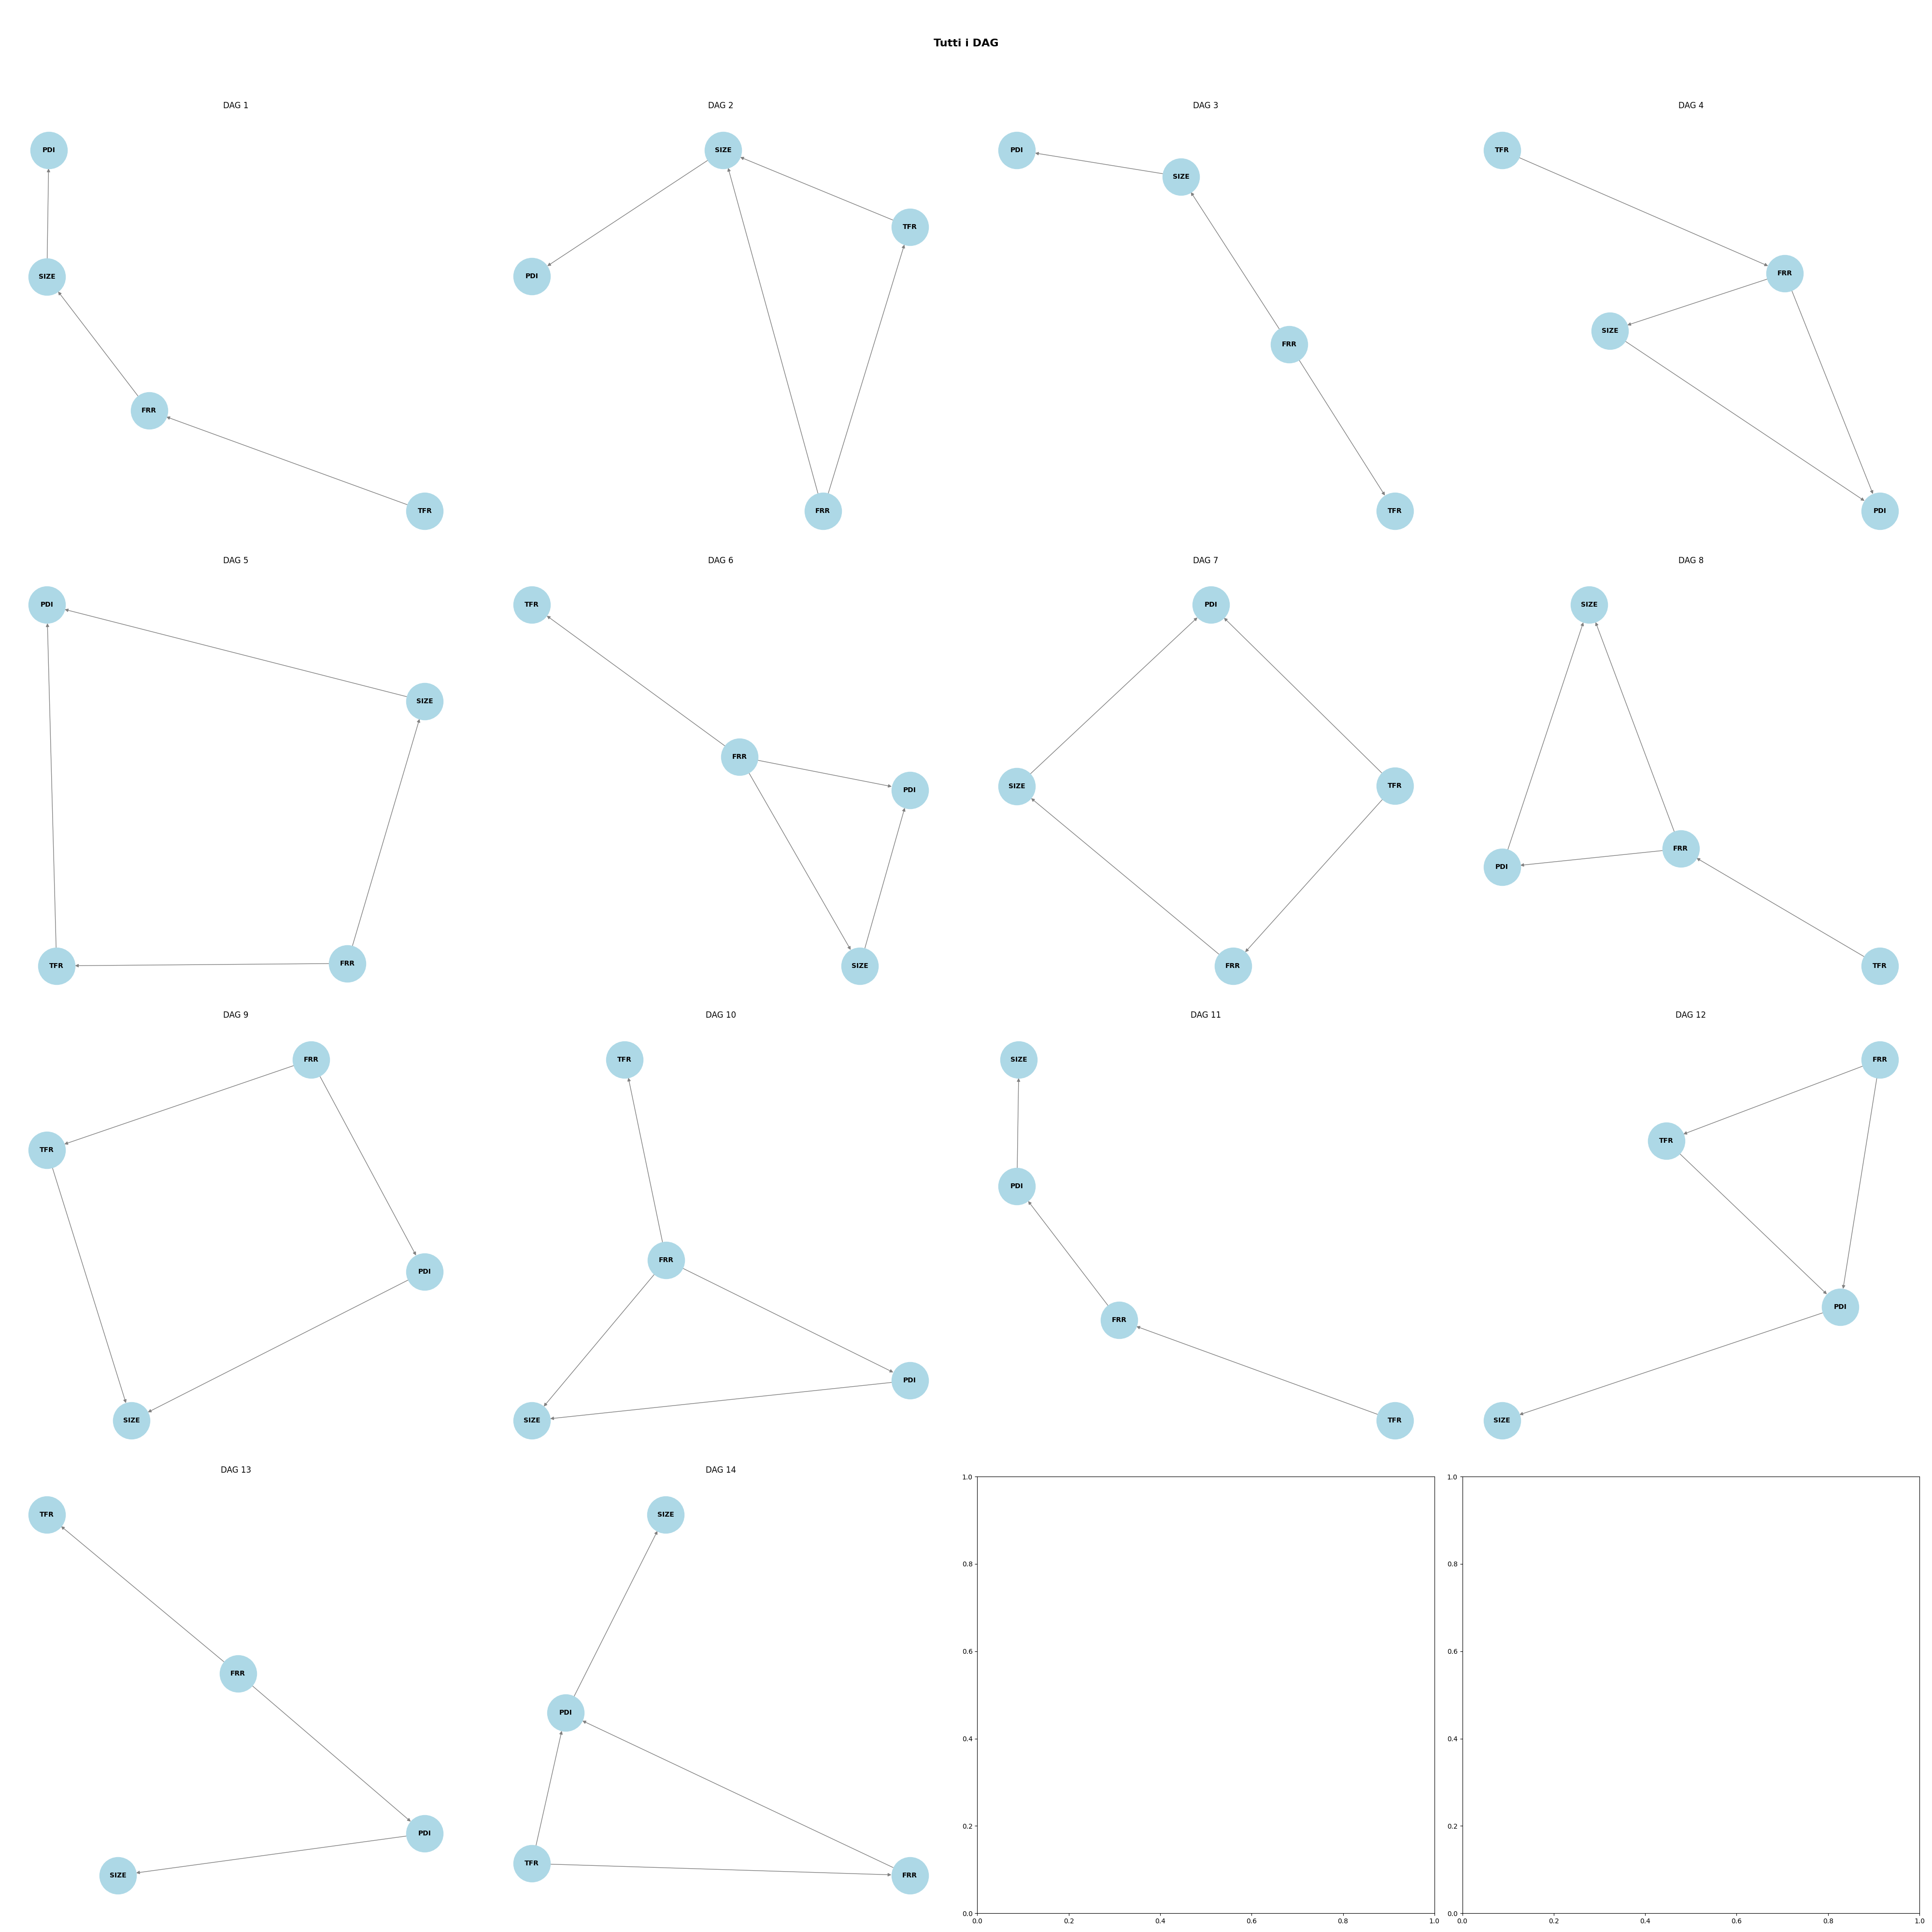 Tutti i DAG
DAG 1
DAG 2
DAG 3
DAG 4
PDI
SIZE
FRR
TFR
SIZE
TFR
PDI
FRR
PDI
SIZE
FRR
TFR
TFR
FRR
SIZE
PDI
DAG 5
DAG 6
DAG 7
DAG 8
PDI
SIZE
TFR
FRR
TFR
FRR
PDI
SIZE
PDI
SIZE
TFR
FRR
SIZE
FRR
PDI
TFR
DAG 9
DAG 10
DAG 11
DAG 12
FRR
TFR
PDI
SIZE
TFR
FRR
PDI
SIZE
SIZE
PDI
FRR
TFR
FRR
TFR
PDI
SIZE
DAG 13
DAG 14
TFR
FRR
PDI
SIZE
SIZE
PDI
TFR
FRR
1.0
0.8
0.6
0.4
0.2
0.0
0.0 0.2 0.4 0.6 0.8 1.0
1.0
0.8
0.6
0.4
0.2
0.0
0.0 0.2 0.4 0.6 0.8 1.0